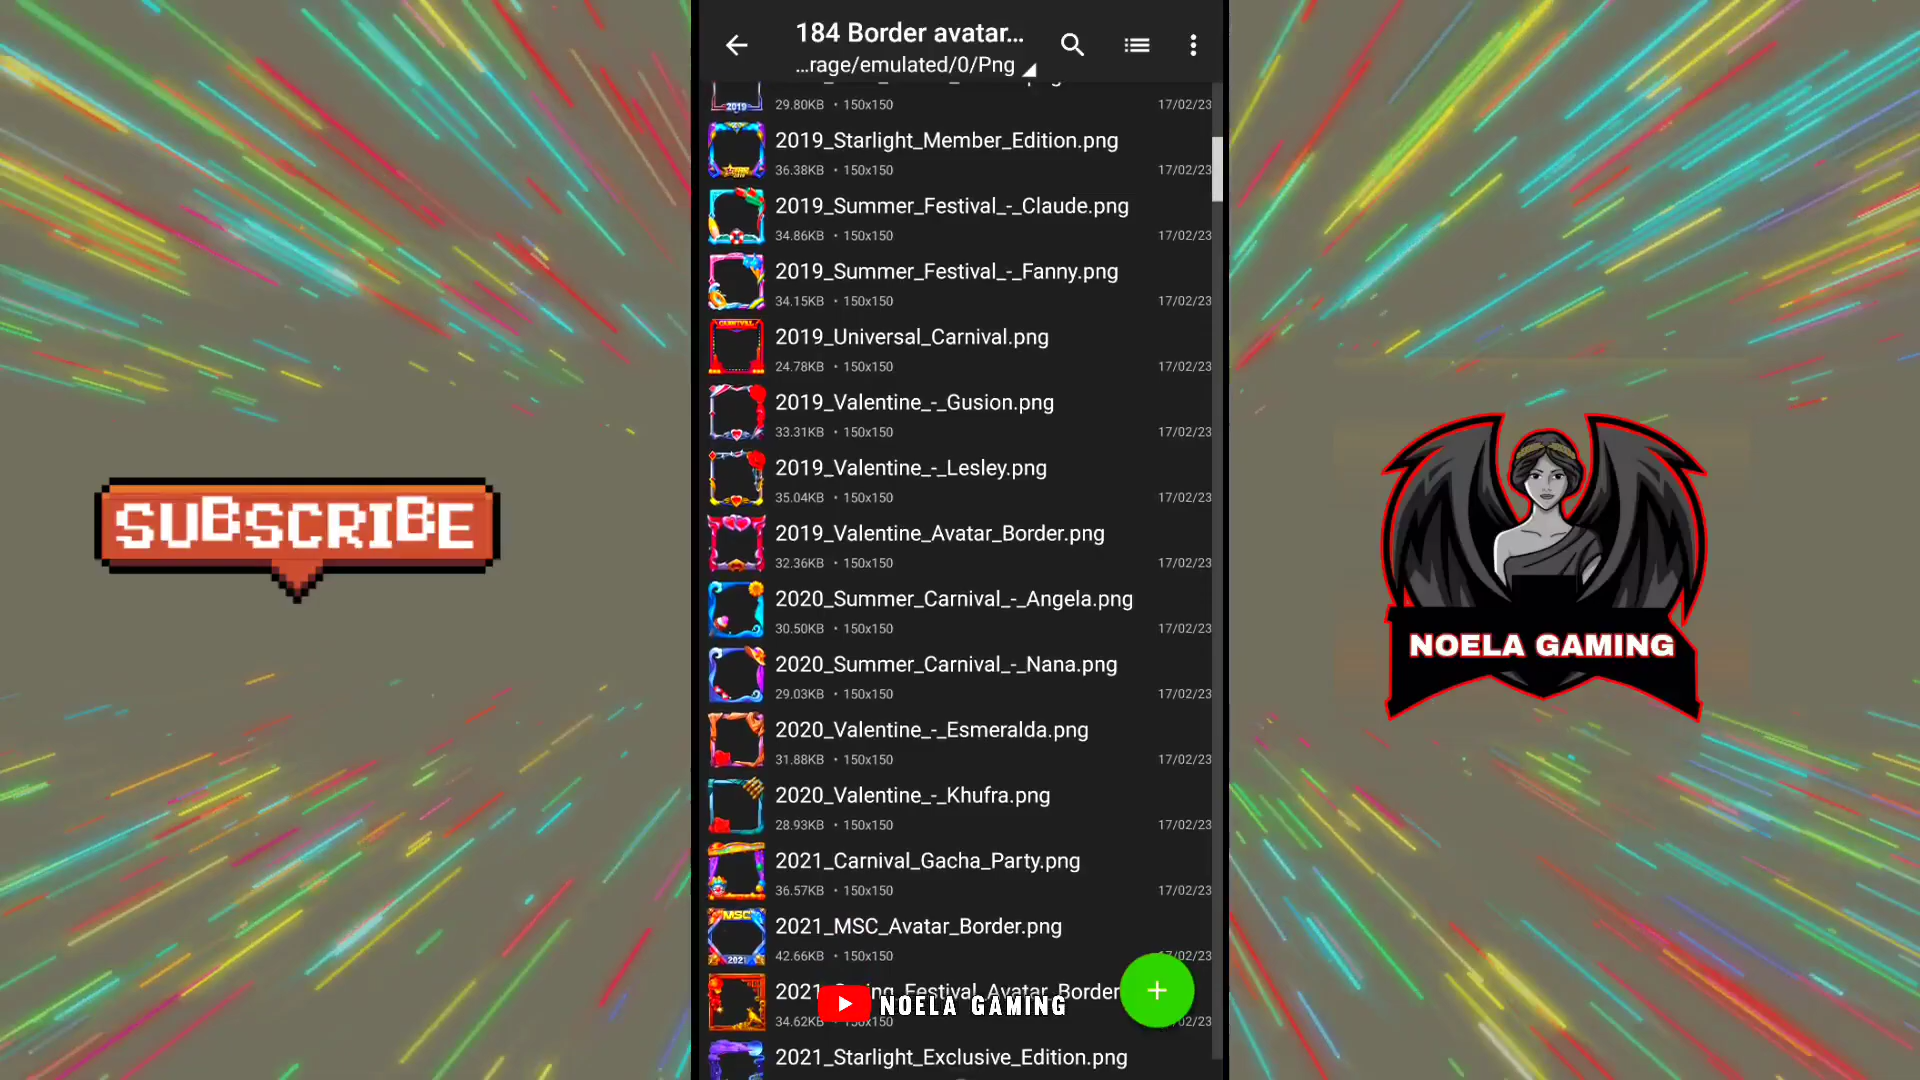 184 Border avatar...
...rage/emulated/0/Png
2019
29.80KB • 150x150 17/02/23
2019_Starlight_Member_Edition.png
36.38KB • 150x150 17/02/23
2019_Summer_Festival_-_Claude.png
34.86KB • 150x150 17/02/23
2019_Summer_Festival_-_Fanny.png
34.15KB • 150x150 17/02/23
CARNIVAL
2019_Universal_Carnival.png
24.78KB • 150x150 17/02/23
2019_Valentine_-_Gusion.png
33.31KB • 150x150 17/02/23
2019_Valentine_-_Lesley.png
35.04KB • 150x150 17/02/23
2019_Valentine_Avatar_Border.png
32.36KB • 150x150 17/02/23
2020_Summer_Carnival_-_Angela.png
30.50KB • 150x150 17/02/23
2020_Summer_Carnival_-_Nana.png
29.03KB • 150x150 17/02/23
2020_Valentine_-_Esmeralda.png
31.88KB • 150x150 17/02/23
2020_Valentine_-_Khufra.png
28.93KB • 150x150 17/02/23
2021_Carnival_Gacha_Party.png
36.57KB • 150x150 17/02/23
MSC
2021
2021_MSC_Avatar_Border.png
42.66KB • 150x150
_Festival_Avatar_Border
34.62KB
2021_Starlight_Exclusive_Edition.png
SUBSCRIBE
NOELA GAMING
NOELA GAMING